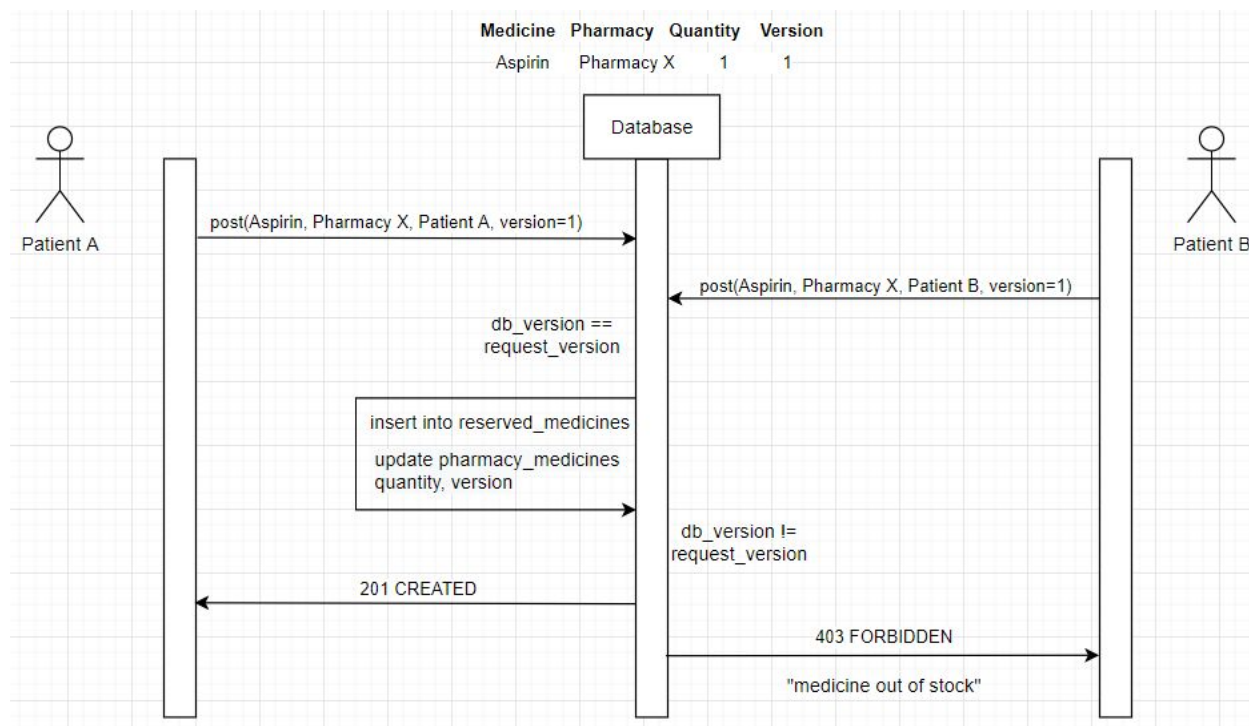 Medicine Pharmacy Quantity Version
Aspirin Pharmacy X 1 1
Database
Patient A
Patient B
post(Aspirin, Pharmacy X, Patient A, version=1)
post(Aspirin, Pharmacy X, Patient B, version=1)
db_version ==
request_version
insert into reserved_medicines
update pharmacy_medicines
quantity, version
db_version !=
request_version
201 CREATED
403 FORBIDDEN
"medicine out of stock"